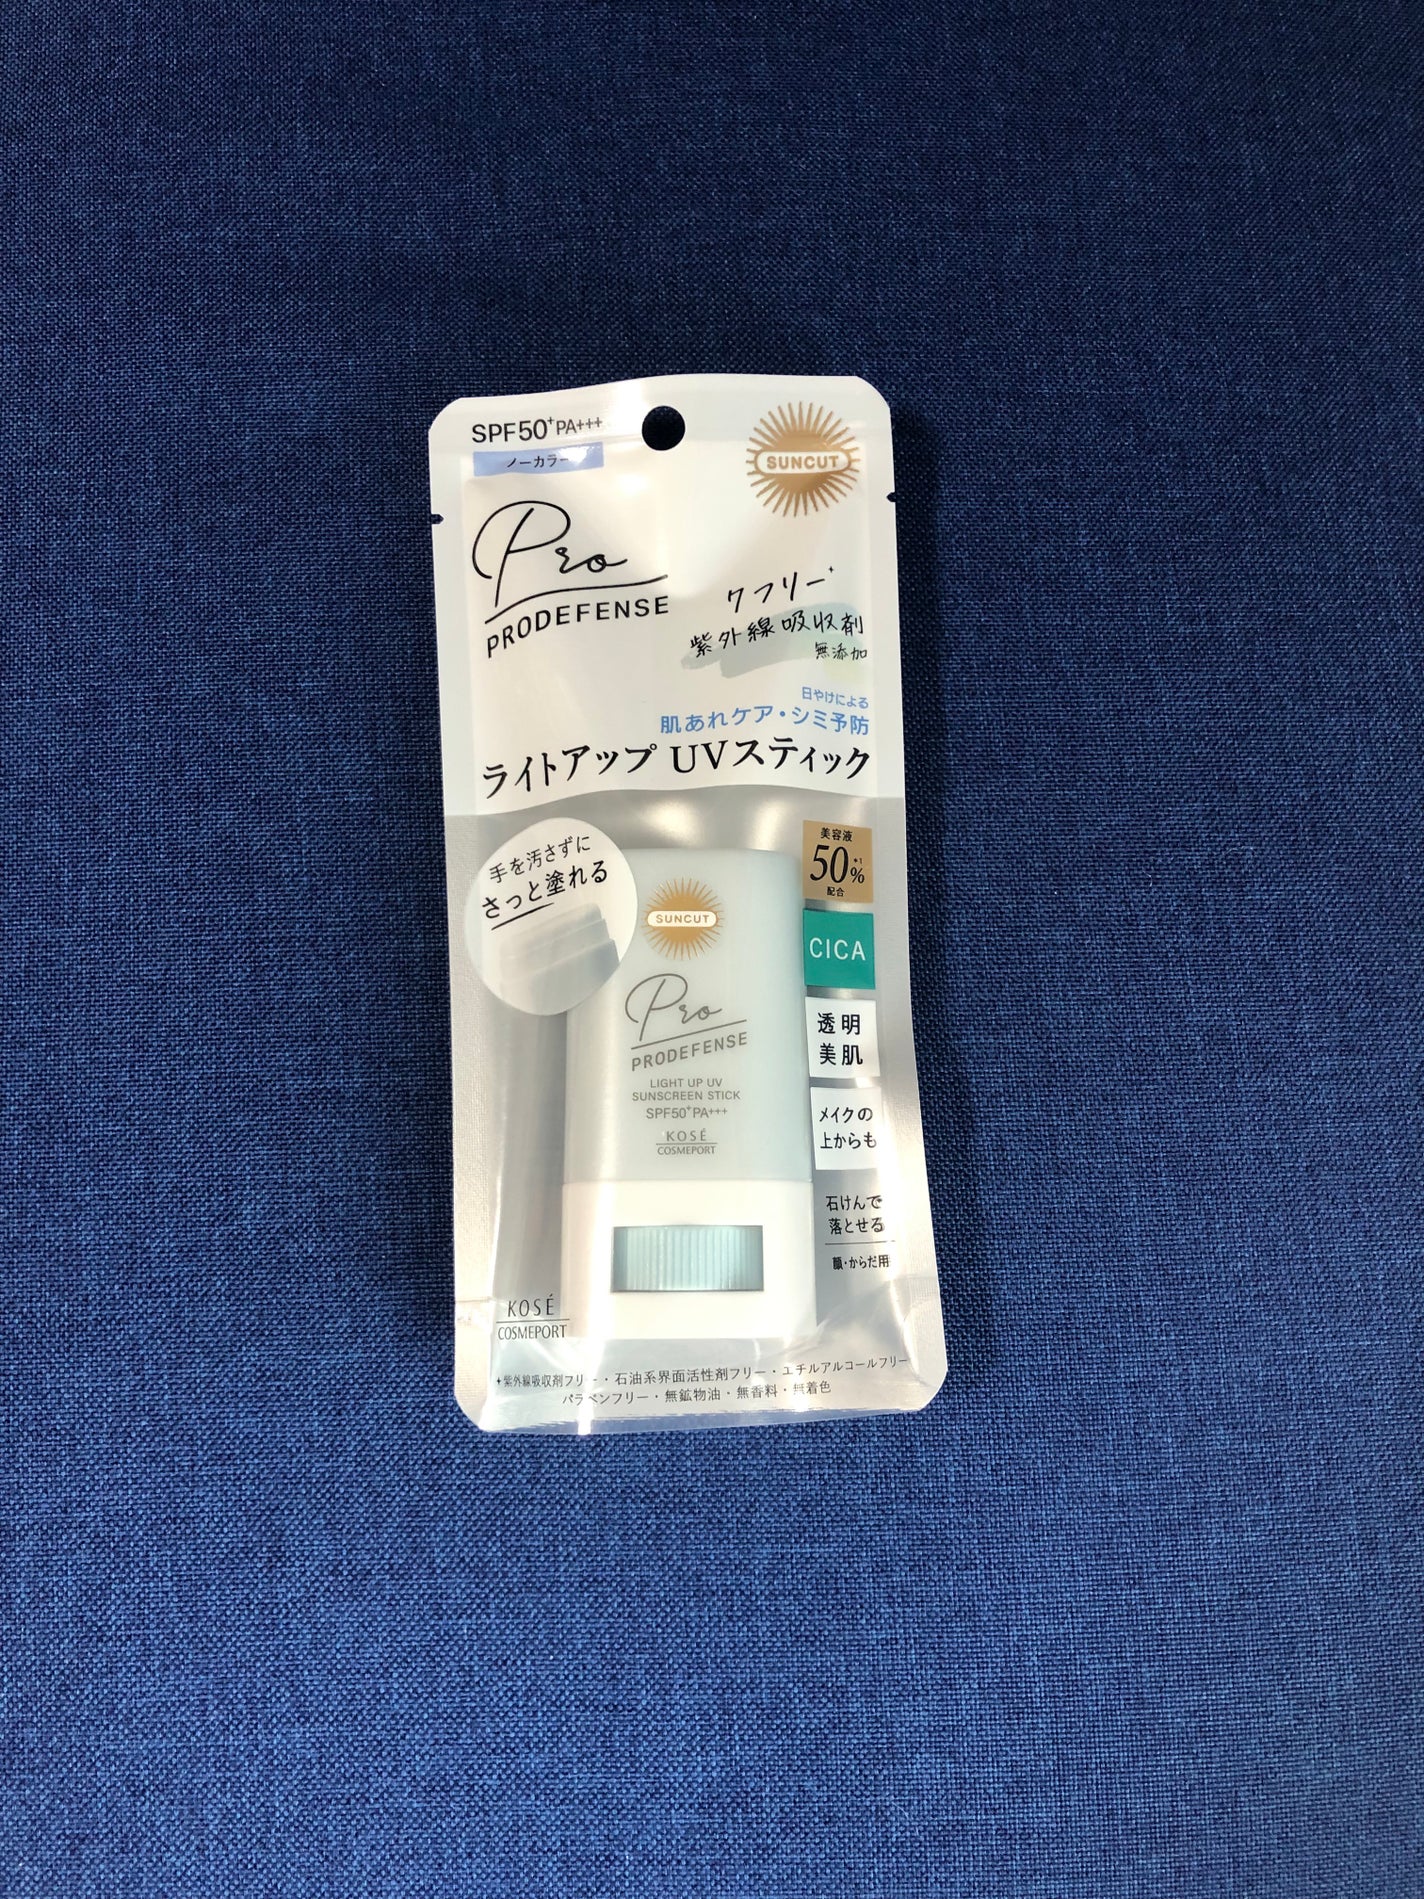 SPF50+PA+++
ノーカラー
SUNCUT
Pro
PRODEFENSE
7フリー✦
紫外線吸収剤
無添加
日やけによる
肌あれケア・シミ予防
ライトアップ UVスティック
手を汚さずに
さっと塗れる
美容液
50%*1
配合
CICA
透明
美肌
メイクの
上からも
石けんで
落とせる
顔・からだ用
SUNCUT
Pro
PRODEFENSE
LIGHT UP UV
SUNSCREEN STICK
SPF50+PA+++
KOSÉ
COSMEPORT
KOSÉ
COSMEPORT
✦紫外線吸収剤フリー・石油系界面活性剤フリー・エチルアルコールフリー
パラベンフリー・無鉱物油・無香料・無着色